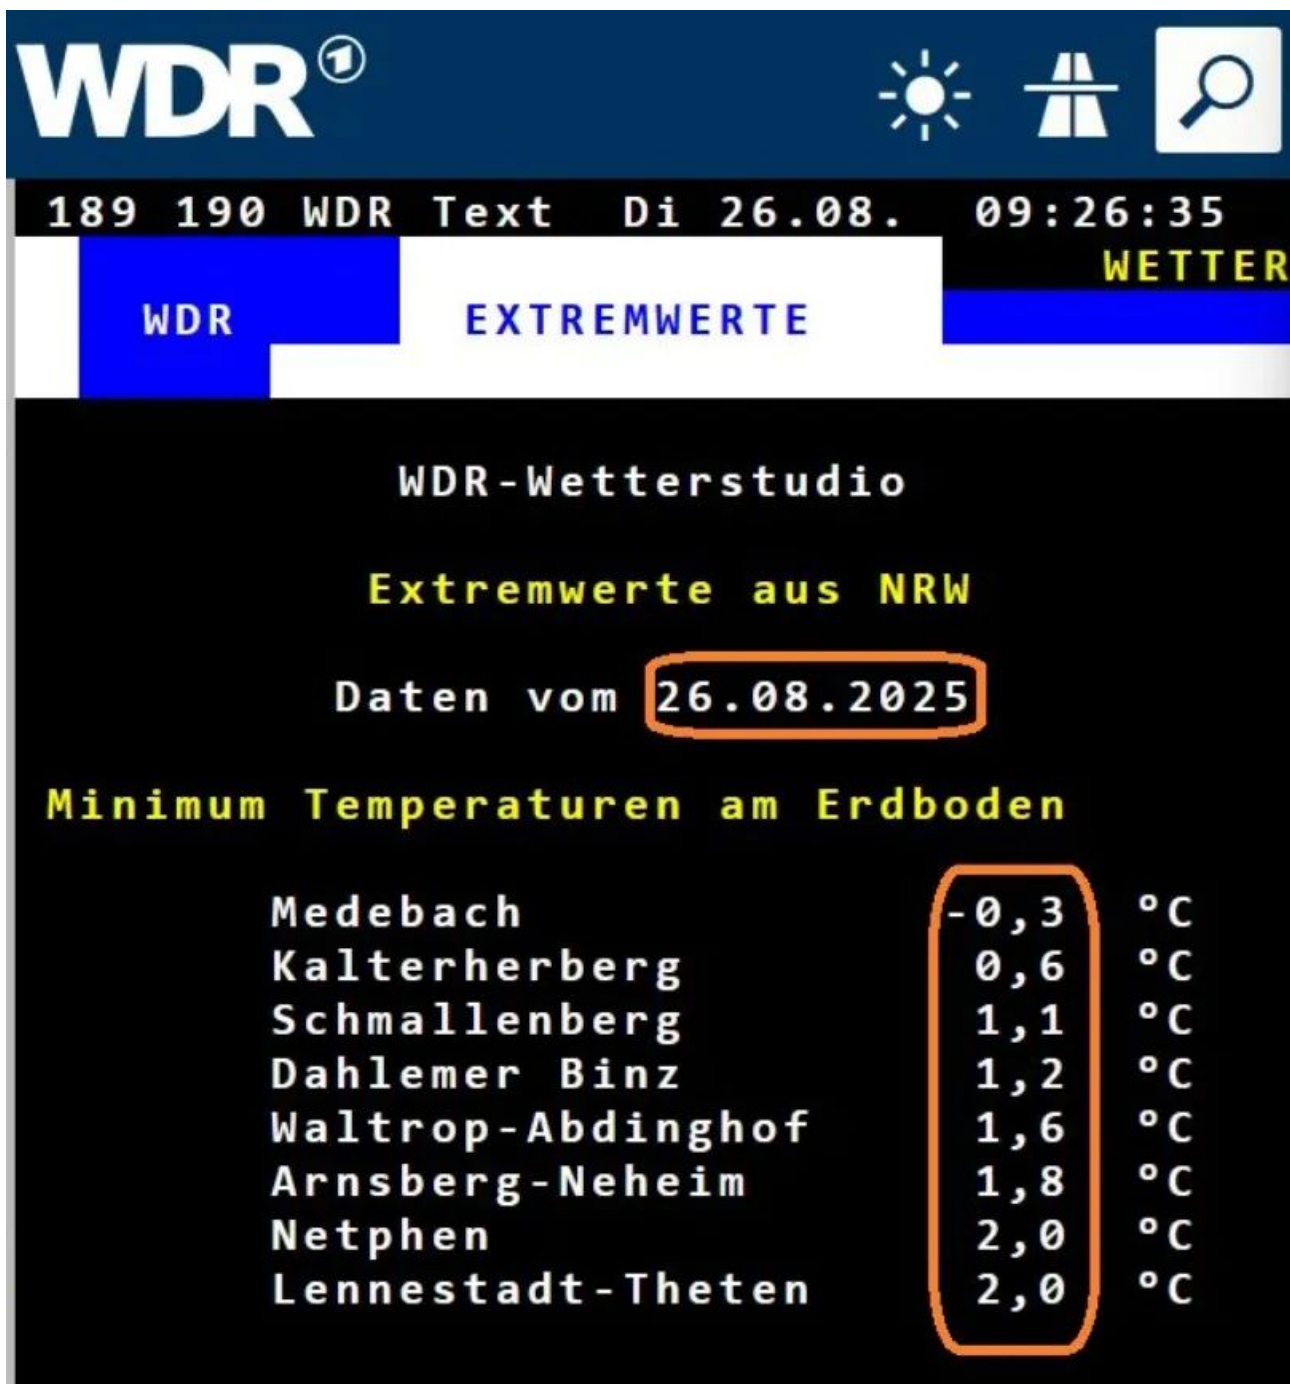 WDR 1
189 190 WDR Text Di 26.08. 09:26:35
WETTER
WDR EXTREMWERTE
WDR-Wetterstudio
Extremwerte aus NRW
Daten vom 26.08.2025
Minimum Temperaturen am Erdboden
Medebach -0,3 °C
Kalterherberg 0,6 °C
Schmallenberg 1,1 °C
Dahlemer Binz 1,2 °C
Waltrop-Abdinghof 1,6 °C
Arnsberg-Neheim 1,8 °C
Netphen 2,0 °C
Lennestadt-Theten 2,0 °C